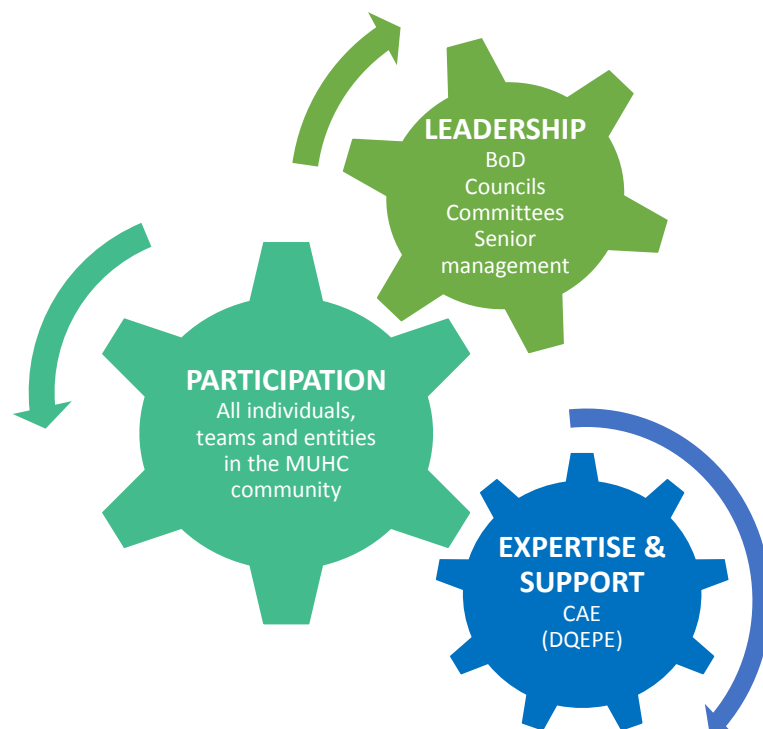 LEADERSHIP
BoD
Councils
Committees
Senior
management
PARTICIPATION
All individuals,
teams and entities
in the MUHC
community
EXPERTISE &
SUPPORT
CAE
(DQEPE)